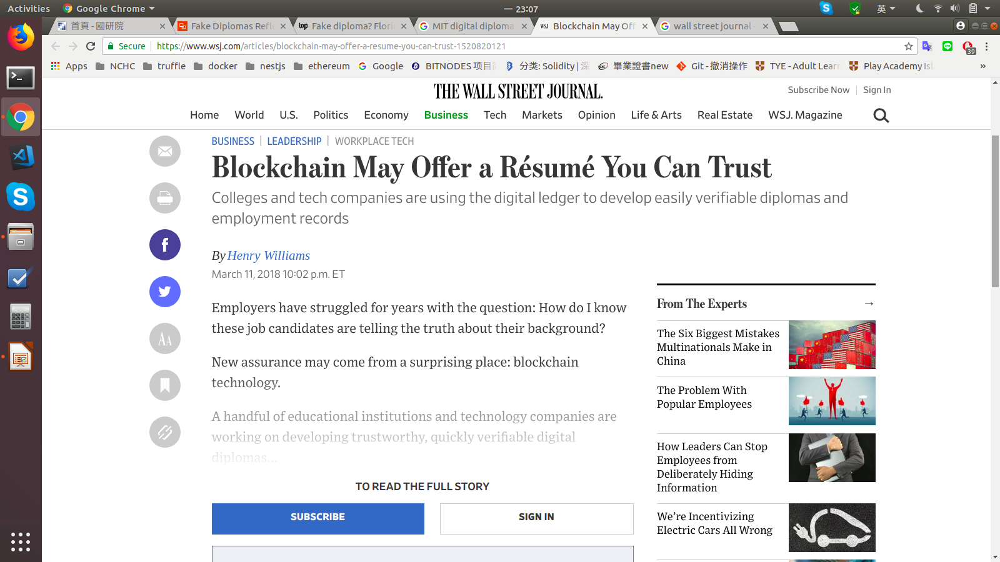 Activities
Google Chrome
— 23:07
英
首頁 - 國研院
Fake Diplomas Refl
Fake diploma? Flori
MIT digital diploma
WSJ
Blockchain May Off
wall street journal -
Secure
https://www.wsj.com/articles/blockchain-may-offer-a-resume-you-can-trust-1520820121
39
Apps
NCHC
truffle
docker
nestjs
ethereum
Google
BITNODES 项目
分类: Solidity | 深
畢業證書new
Git - 撤消操作
TYE - Adult Learn
Play Academy Isl
»
THE WALL STREET JOURNAL.
Subscribe Now
Sign In
Home
World
U.S.
Politics
Economy
Business
Tech
Markets
Opinion
Life & Arts
Real Estate
WSJ. Magazine
BUSINESS | LEADERSHIP | WORKPLACE TECH
Blockchain May Offer a Résumé You Can Trust
Colleges and tech companies are using the digital ledger to develop easily verifiable diplomas and
employment records
By Henry Williams
March 11, 2018 10:02 p.m. ET
Employers have struggled for years with the question: How do I know
these job candidates are telling the truth about their background?
New assurance may come from a surprising place: blockchain
technology.
A handful of educational institutions and technology companies are
working on developing trustworthy, quickly verifiable digital
diplomas...
TO READ THE FULL STORY
SUBSCRIBE
SIGN IN
From The Experts →
The Six Biggest Mistakes
Multinationals Make in
China
The Problem With
Popular Employees
How Leaders Can Stop
Employees from
Deliberately Hiding
Information
We're Incentivizing
Electric Cars All Wrong